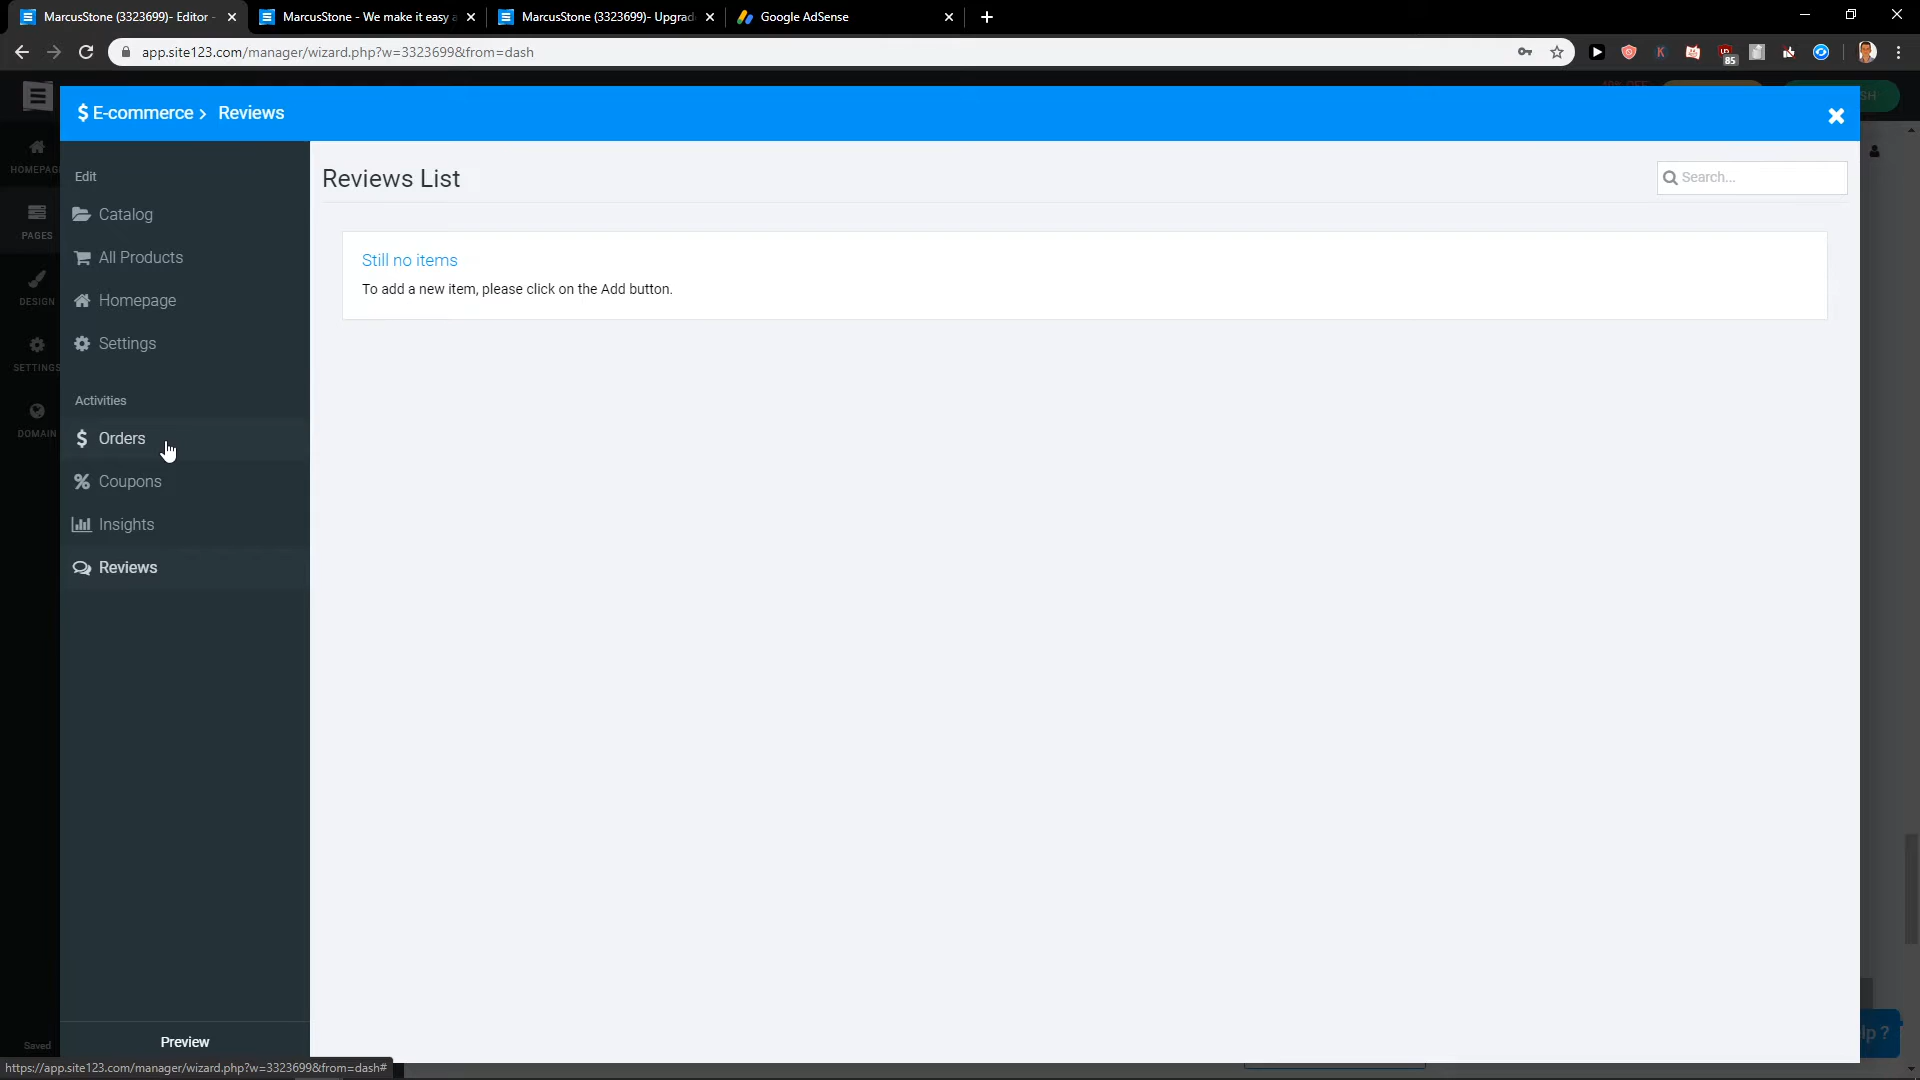 MarcusStone (3323699)- Editor -
MarcusStone - We make it easy a
MarcusStone (3323699)- Upgrad
Google AdSense
app.site123.com/manager/wizard.php?w=3323699&from=dash
85
$ E-commerce > Reviews
HOMEPAG
PAGES
DESIGN
SETTINGS
DOMAIN
Saved
Edit
Catalog
All Products
Homepage
Settings
Activities
$ Orders
% Coupons
Insights
Reviews
Preview
Reviews List
Search...
Still no items
To add a new item, please click on the Add button.
lp ?
https://app.site123.com/manager/wizard.php?w=3323699&from=dash#